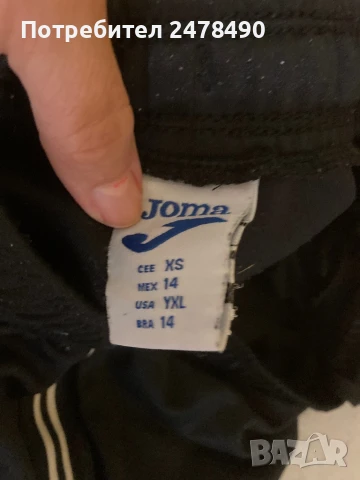 Потребител 2478490
Joma
CEE XS
MEX 14
USA YXL
BRA 14
BAZAR